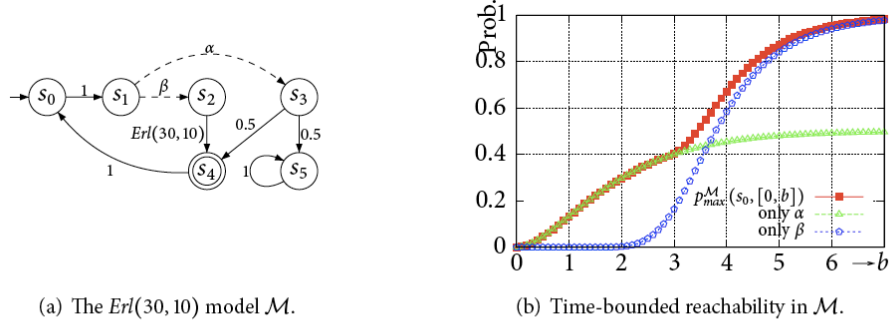 α
s₀ 1 s₁ β s₂ s₃
Erl(30,10) 0.5 0.5
1 s₄ 1 s₅
(a) The Erl(30, 10) model M.
Prob.
1
0.8
0.6
0.4
0.2
0
p^M_max(s₀, [0, b])
only α
only β
0 1 2 3 4 5 6 → b
(b) Time-bounded reachability in M.